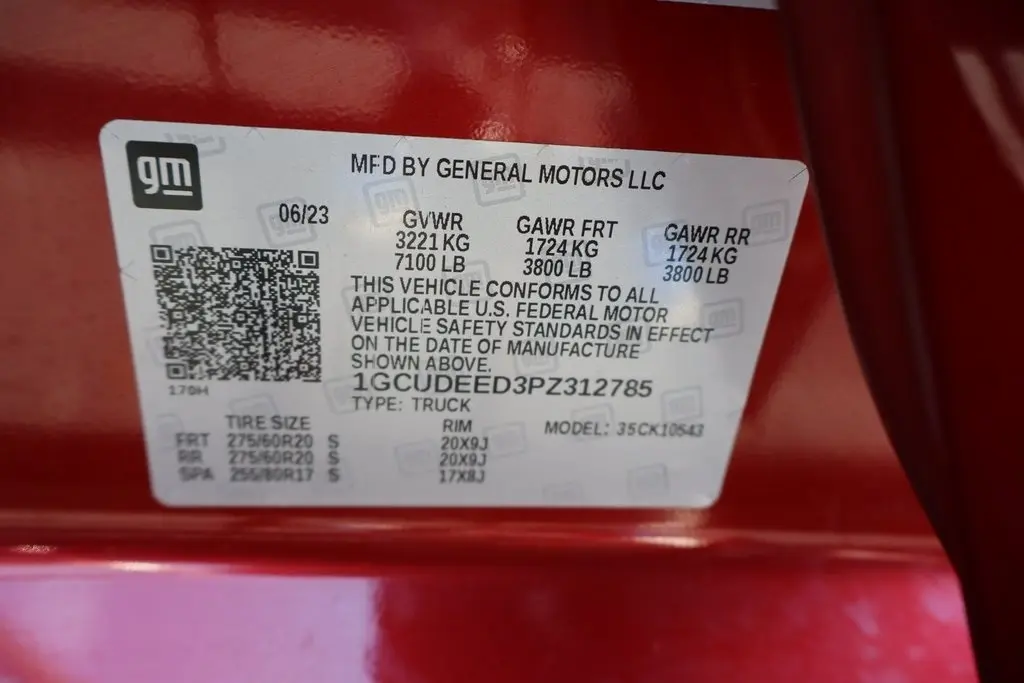 gm
MFD BY GENERAL MOTORS LLC
06/23
GVWR GAWR FRT GAWR RR
3221 KG 1724 KG 1724 KG
7100 LB 3800 LB 3800 LB
THIS VEHICLE CONFORMS TO ALL
APPLICABLE U.S. FEDERAL MOTOR
VEHICLE SAFETY STANDARDS IN EFFECT
ON THE DATE OF MANUFACTURE
SHOWN ABOVE.
179H
1GCUDEED3PZ312785
TYPE: TRUCK
TIRE SIZE RIM MODEL: 35CK10543
FRT 275/60R20 S 20X9J
RR 275/60R20 S 20X9J
SPA 255/80R17 S 17X8J